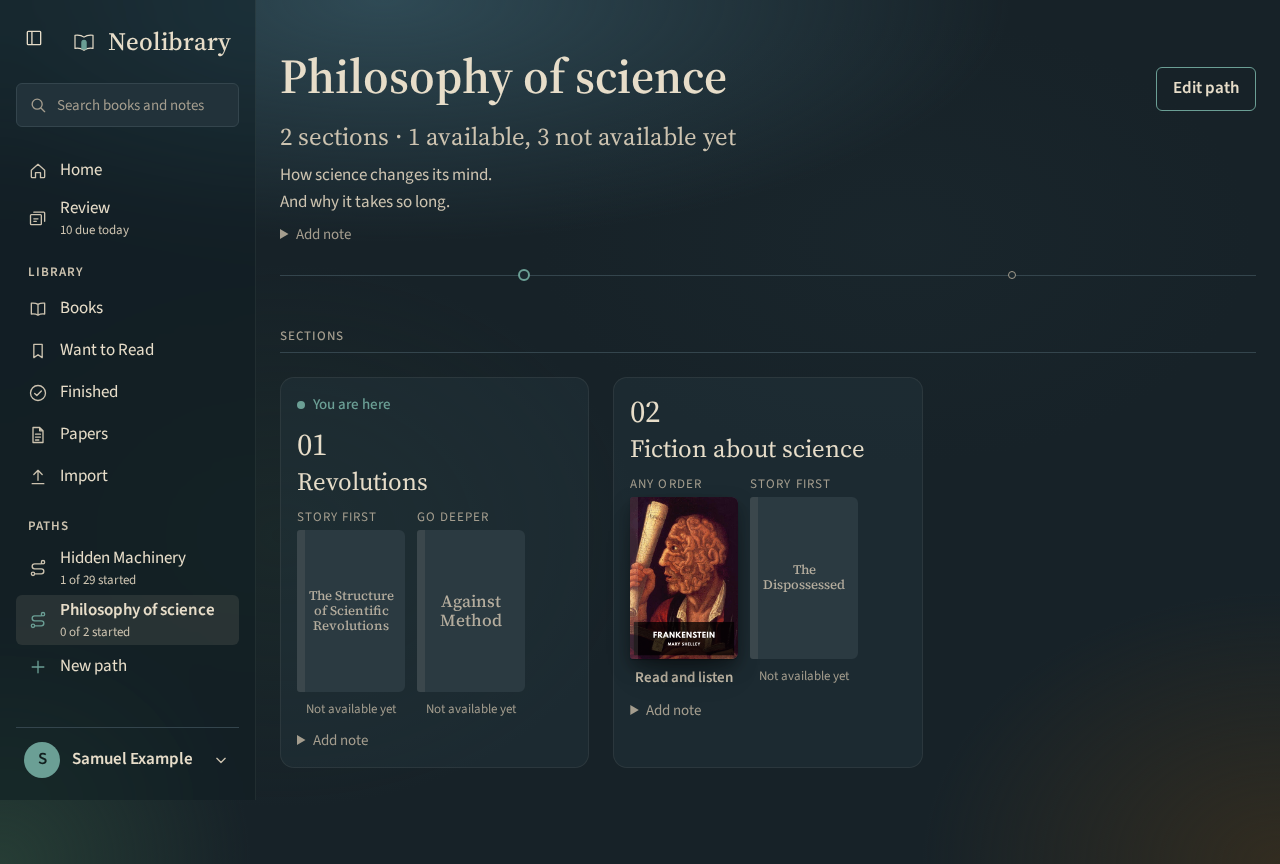 Neolibrary
Search books and notes
Home
Review
10 due today
LIBRARY
Books
Want to Read
Finished
Papers
Import
PATHS
Hidden Machinery
1 of 29 started
Philosophy of science
0 of 2 started
New path
S
Samuel Example
Philosophy of science
Edit path
2 sections · 1 available, 3 not available yet
How science changes its mind.
And why it takes so long.
Add note
SECTIONS
You are here
01
Revolutions
STORY FIRST
GO DEEPER
The Structure
of Scientific
Revolutions
Against
Method
Not available yet
Not available yet
Add note
02
Fiction about science
ANY ORDER
STORY FIRST
FRANKENSTEIN
MARY SHELLEY
The
Dispossessed
Read and listen
Not available yet
Add note